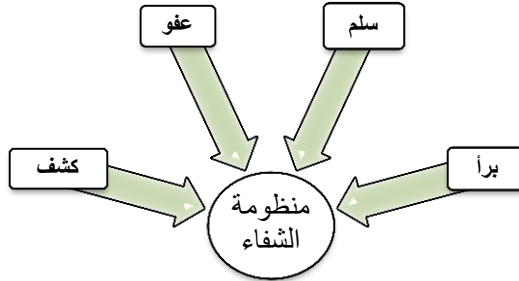 سلم
عفو
برأ
كشف
منظومة
الشفاء